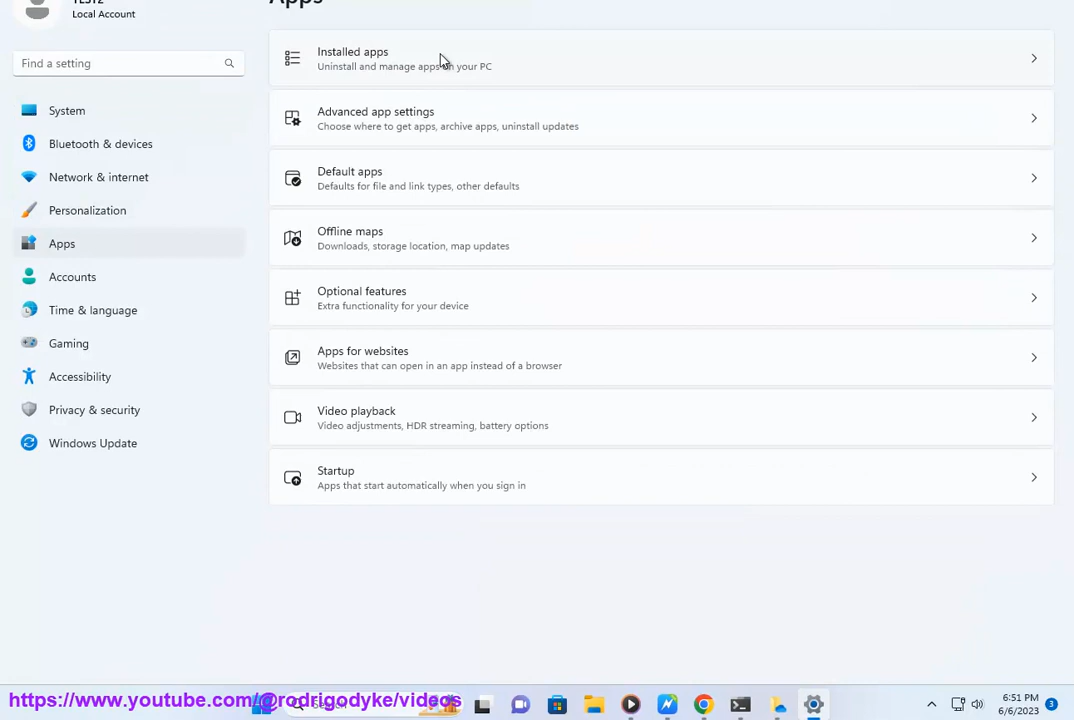 TEST2
Local Account
Apps
Find a setting
System
Bluetooth & devices
Network & internet
Personalization
Apps
Accounts
Time & language
Gaming
Accessibility
Privacy & security
Windows Update
Installed apps
Uninstall and manage apps on your PC
Advanced app settings
Choose where to get apps, archive apps, uninstall updates
Default apps
Defaults for file and link types, other defaults
Offline maps
Downloads, storage location, map updates
Optional features
Extra functionality for your device
Apps for websites
Websites that can open in an app instead of a browser
Video playback
Video adjustments, HDR streaming, battery options
Startup
Apps that start automatically when you sign in
https://www.youtube.com/@rodrigodyke/videos
6:51 PM
6/6/2023
3